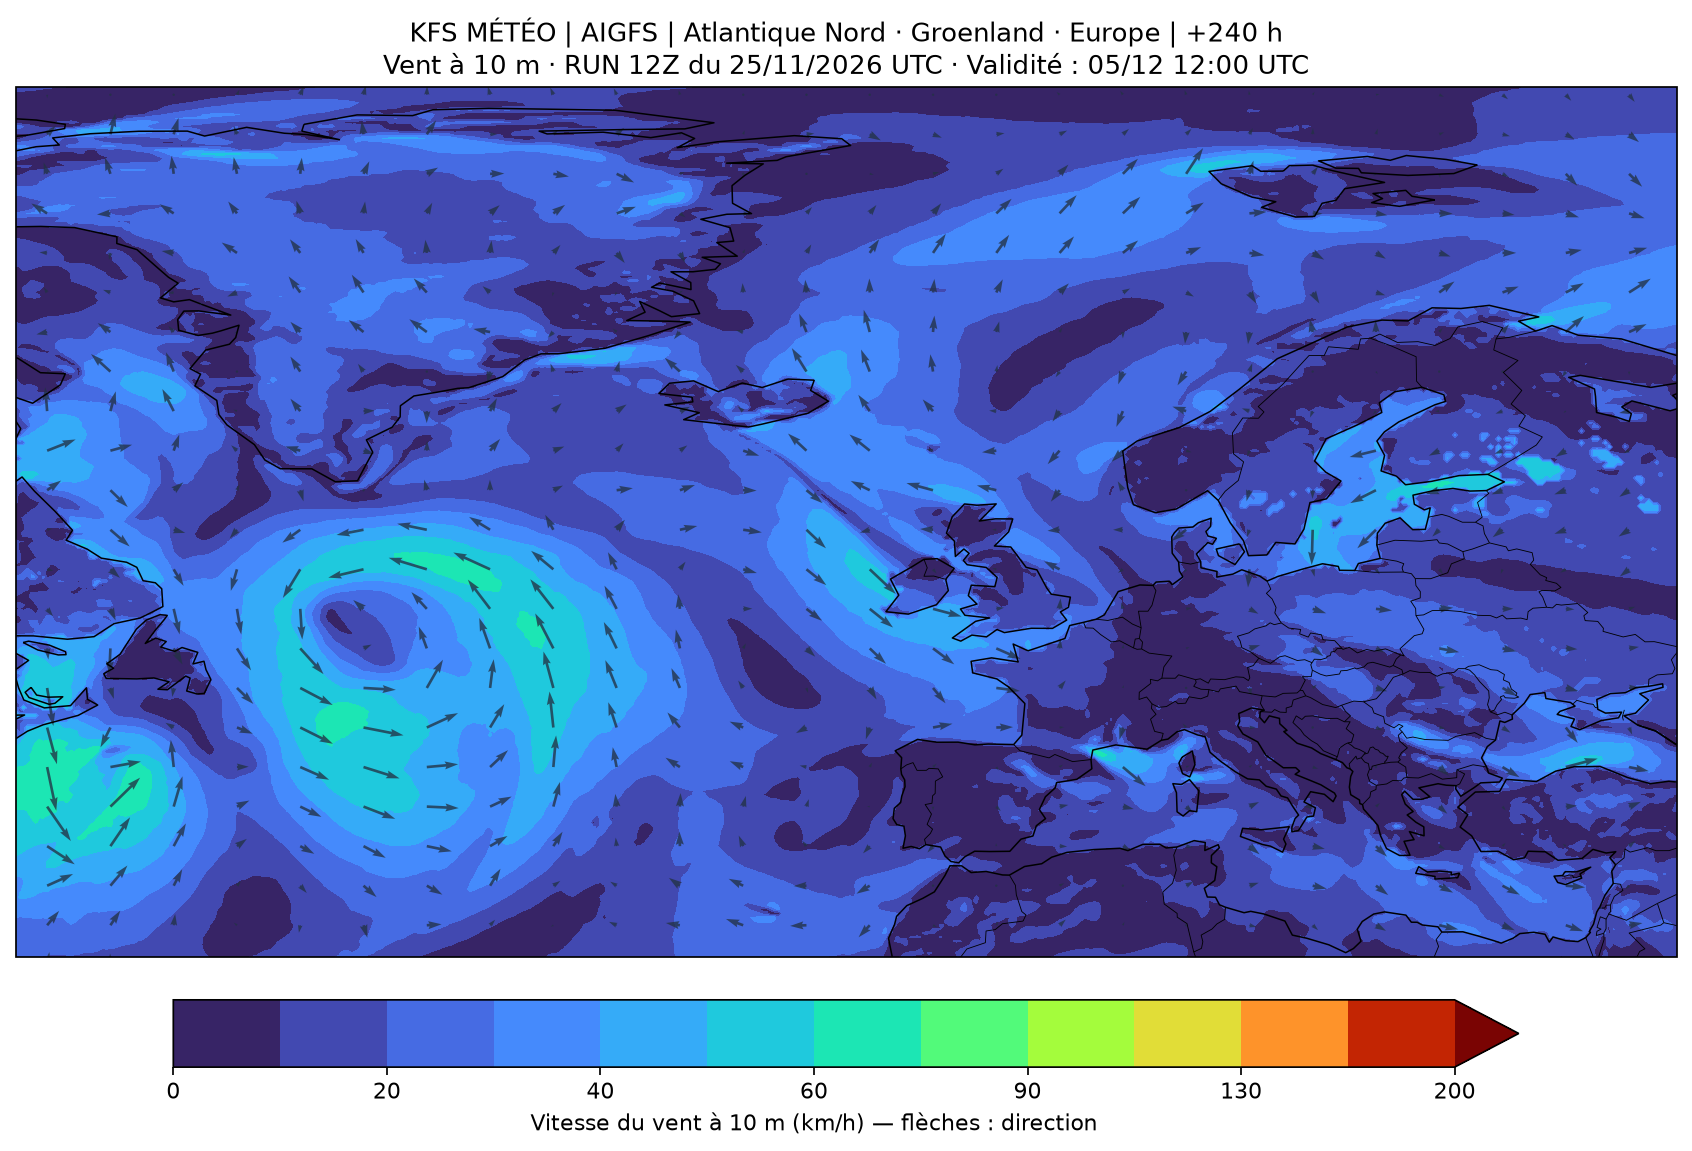 KFS MÉTÉO | AIGFS | Atlantique Nord · Groenland · Europe | +240 h
Vent à 10 m · RUN 12Z du 25/11/2026 UTC · Validité : 05/12 12:00 UTC
0 20 40 60 90 130 200
Vitesse du vent à 10 m (km/h) — flèches : direction